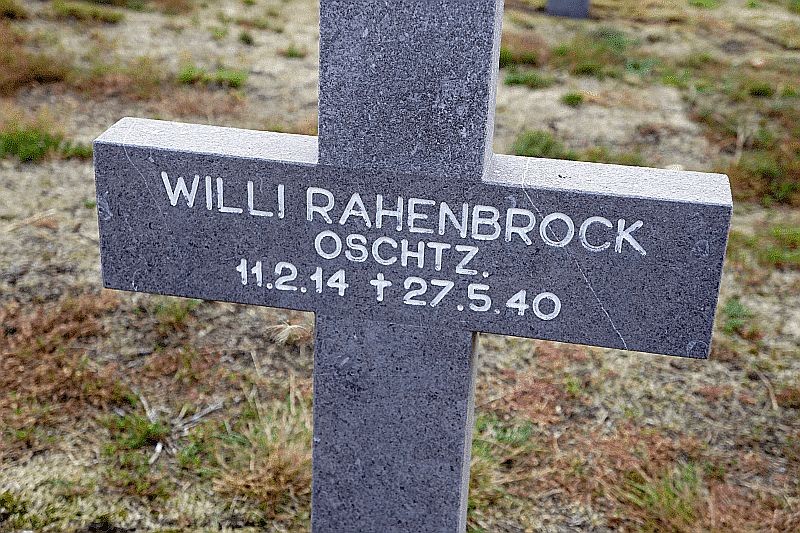 WILLI RAHENBROCK
OSCHTZ.
11.2.14 ✝ 27.5.40